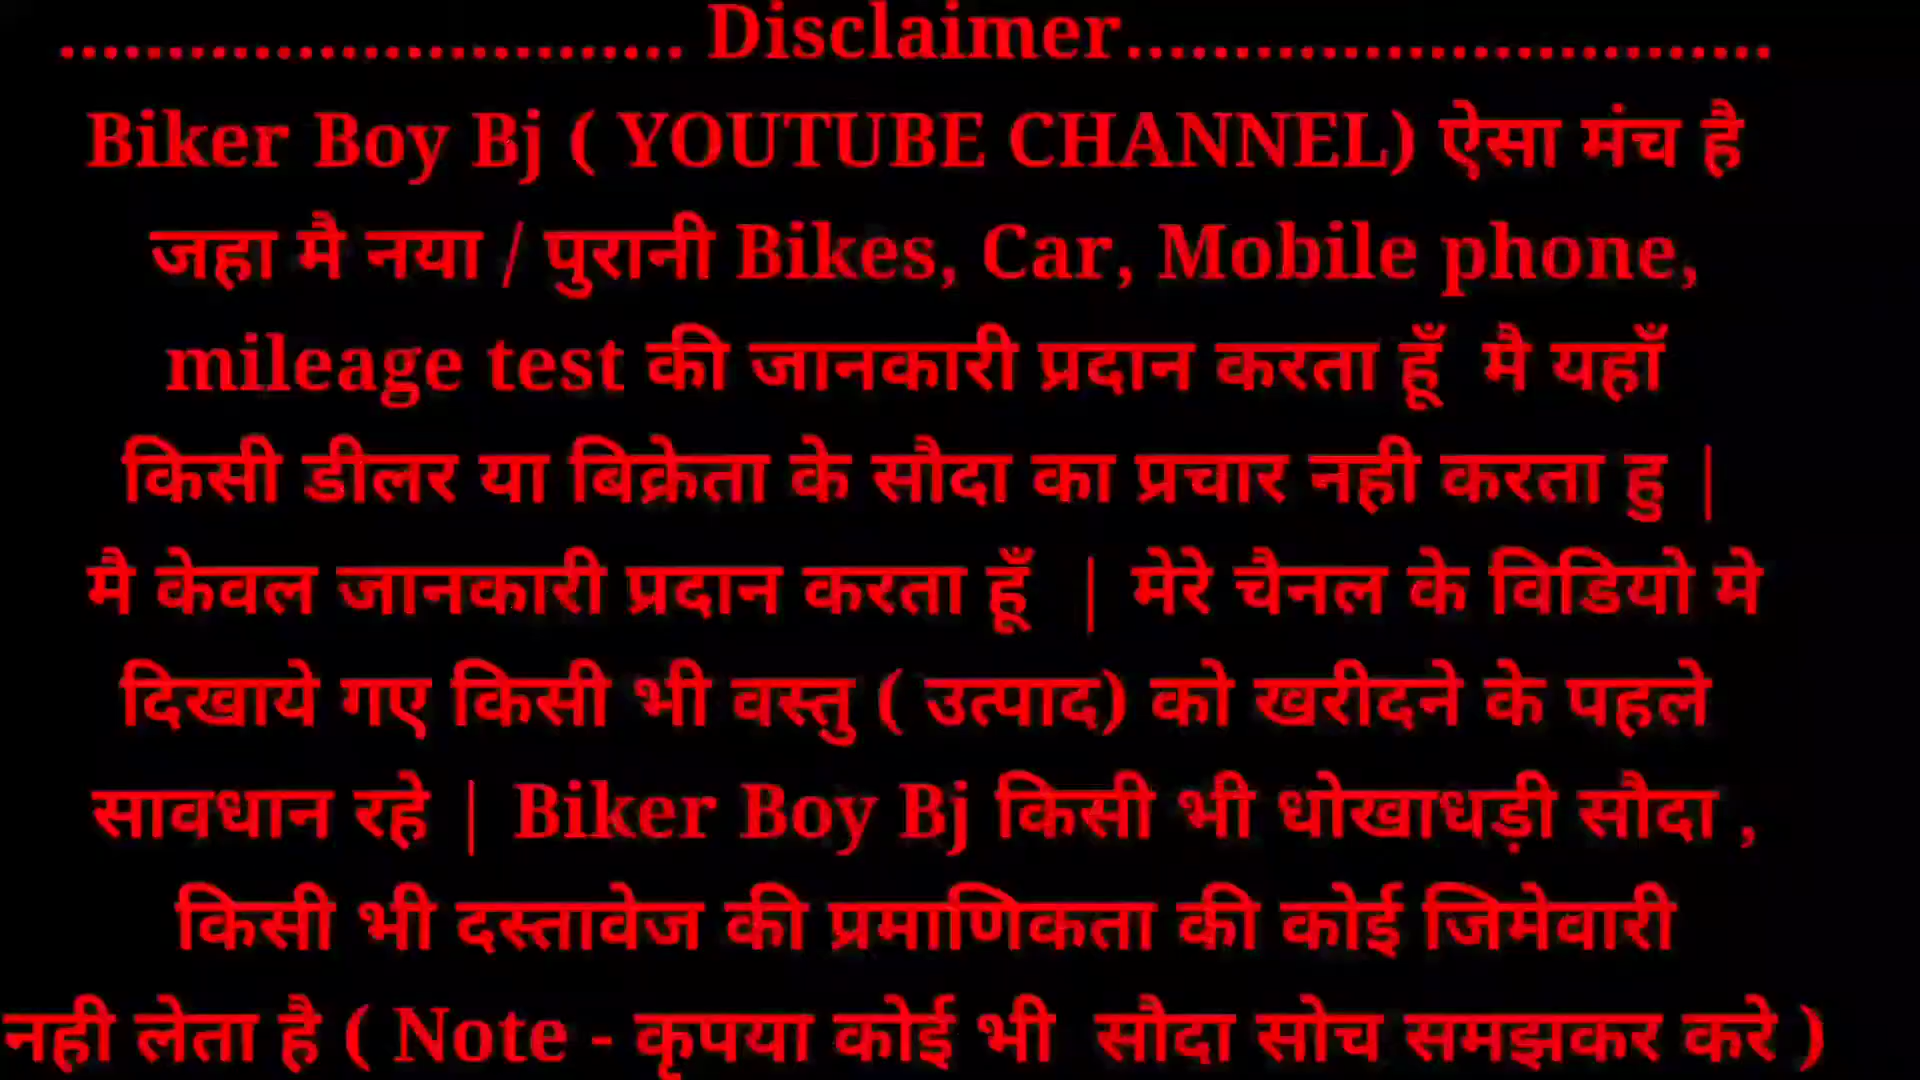 ............................. Disclaimer..............................
Biker Boy Bj ( YOUTUBE CHANNEL) ऐसा मंच है
जहा मै नया / पुरानी Bikes, Car, Mobile phone,
mileage test की जानकारी प्रदान करता हूँ मै यहाँ
किसी डीलर या बिक्रेता के सौदा का प्रचार नही करता हु |
मै केवल जानकारी प्रदान करता हूँ | मेरे चैनल के विडियो मे
दिखाये गए किसी भी वस्तु ( उत्पाद) को खरीदने के पहले
सावधान रहे | Biker Boy Bj किसी भी धोखाधड़ी सौदा ,
किसी भी दस्तावेज की प्रमाणिकता की कोई जिमेवारी
नही लेता है ( Note - कृपया कोई भी सौदा सोच समझकर करे )